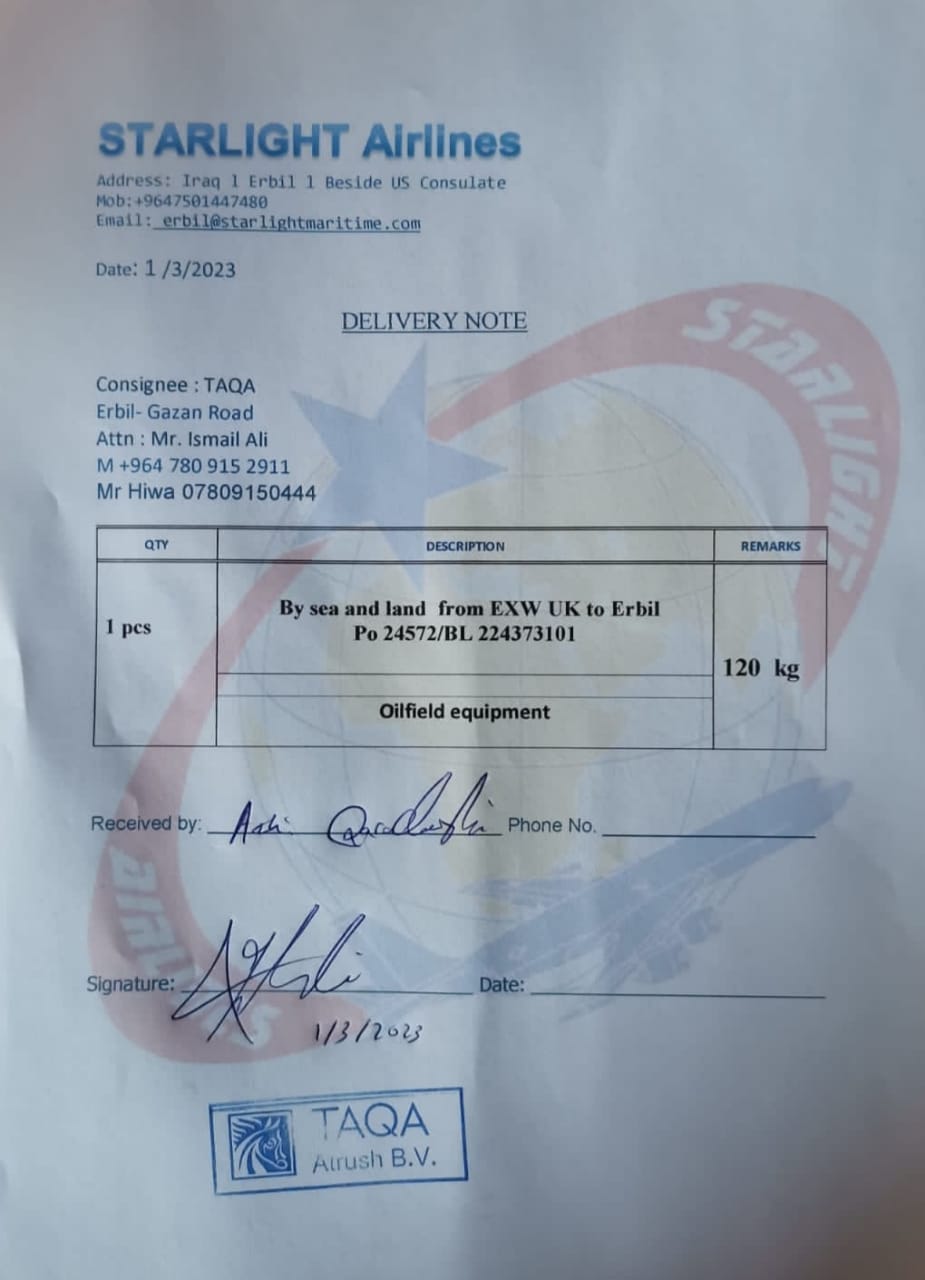 STARLIGHT Airlines
Address: Iraq l Erbil l Beside US Consulate
Mob:+9647501447480
Email: erbil@starlightmaritime.com
Date: 1 /3/2023
DELIVERY NOTE
STARLIGHT
Consignee : TAQA
Erbil- Gazan Road
Attn : Mr. Ismail Ali
M +964 780 915 2911
Mr Hiwa 07809150444
QTY DESCRIPTION REMARKS
By sea and land from EXW UK to Erbil
1 pcs Po 24572/BL 224373101
120 kg
Oilfield equipment
Received by: Phone No.
Signature: Date:
1/3/2023
TAQA
Atrush B.V.